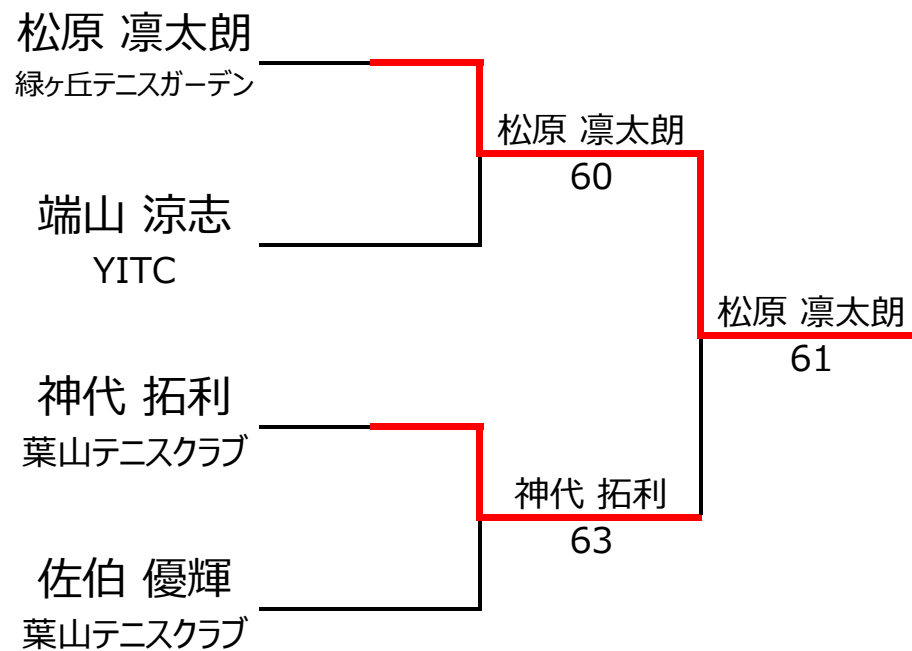 松原 凛太朗
緑ヶ丘テニスガーデン
松原 凛太朗
60
端山 涼志
YITC
松原 凛太朗
61
神代 拓利
葉山テニスクラブ
神代 拓利
63
佐伯 優輝
葉山テニスクラブ